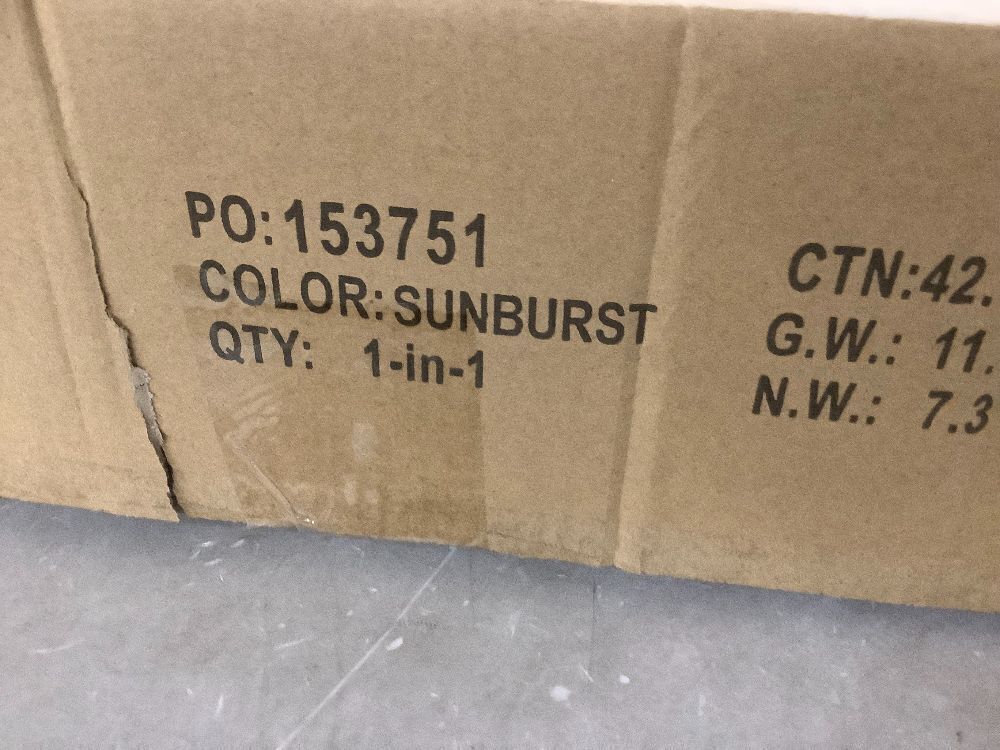 PO:153751
COLOR:SUNBURST
QTY: 1-in-1
CTN:42.
G.W.: 11.
N.W.: 7.3